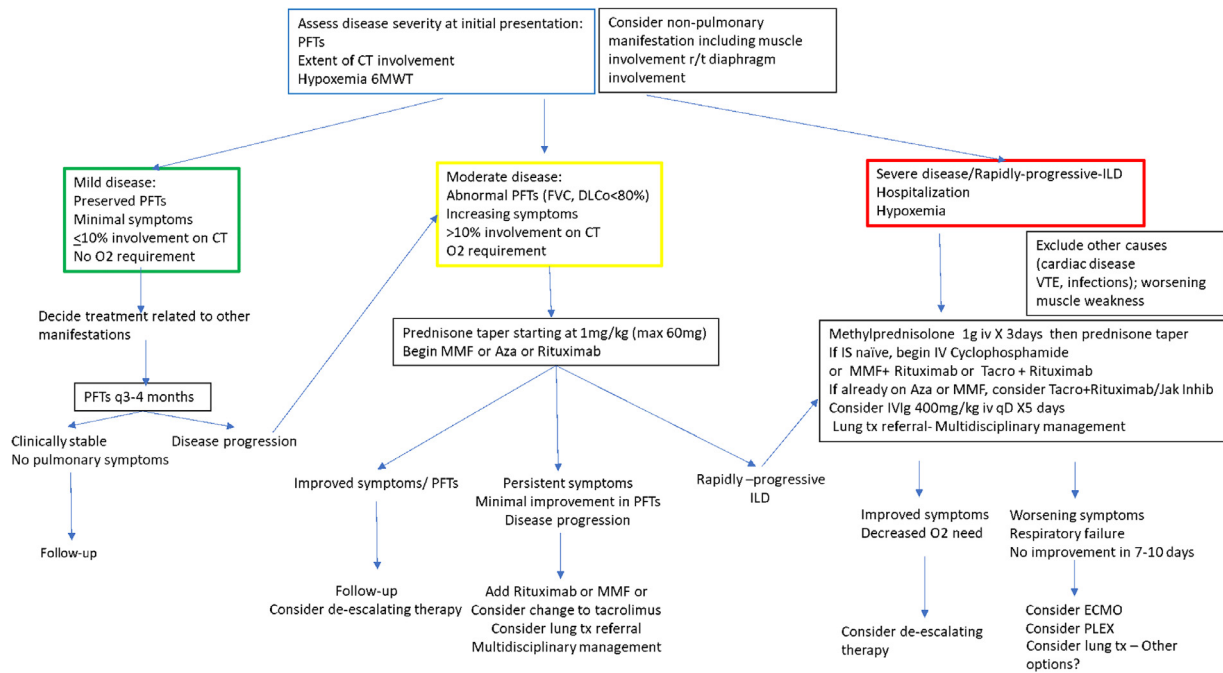 Assess disease severity at initial presentation:
PFTs
Extent of CT involvement
Hypoxemia 6MWT
Consider non-pulmonary
manifestation including muscle
involvement r/t diaphragm
involvement
Mild disease:
Preserved PFTs
Minimal symptoms
≤10% involvement on CT
No O2 requirement
Moderate disease:
Abnormal PFTs (FVC, DLCo<80%)
Increasing symptoms
>10% involvement on CT
O2 requirement
Severe disease/Rapidly-progressive-ILD
Hospitalization
Hypoxemia
Exclude other causes
(cardiac disease
VTE, infections); worsening
muscle weakness
Decide treatment related to other
manifestations
Prednisone taper starting at 1mg/kg (max 60mg)
Begin MMF or Aza or Rituximab
Methylprednisolone 1g iv X 3days then prednisone taper
If IS naïve, begin IV Cyclophosphamide
or MMF+ Rituximab or Tacro + Rituximab
If already on Aza or MMF, consider Tacro+Rituximab/Jak Inhib
Consider IVIg 400mg/kg iv qD X5 days
Lung tx referral- Multidisciplinary management
PFTs q3-4 months
Clinically stable
No pulmonary symptoms
Disease progression
Follow-up
Improved symptoms/ PFTs
Persistent symptoms
Minimal improvement in PFTs
Disease progression
Rapidly –progressive
ILD
Follow-up
Consider de-escalating therapy
Add Rituximab or MMF or
Consider change to tacrolimus
Consider lung tx referral
Multidisciplinary management
Improved symptoms
Decreased O2 need
Worsening symptoms
Respiratory failure
No improvement in 7-10 days
Consider de-escalating
therapy
Consider ECMO
Consider PLEX
Consider lung tx – Other
options?